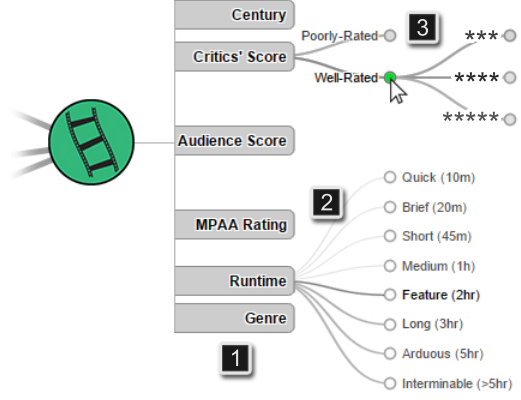 Century
Critics' Score
Audience Score
MPAA Rating
Runtime
Genre
1
Poorly-Rated
Well-Rated
3
***
****
*****
2
Quick (10m)
Brief (20m)
Short (45m)
Medium (1h)
Feature (2hr)
Long (3hr)
Arduous (5hr)
Interminable (>5hr)